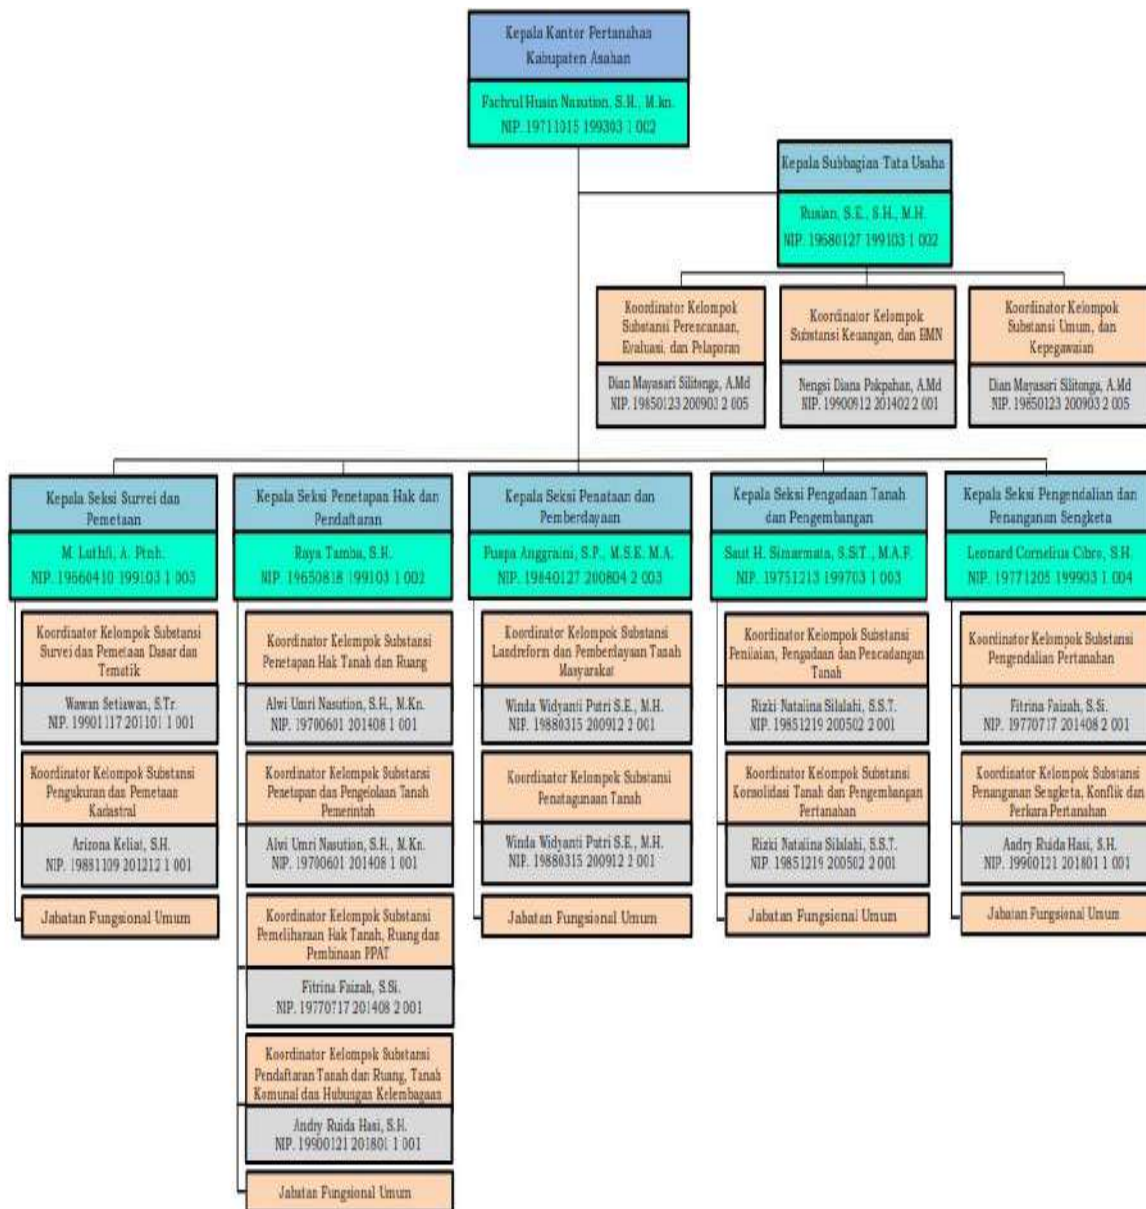 Kepala Kantor Pertanahan
Kabupaten Asahan
Fachrul Husin Nasution, S.H., M.kn.
NIP. 19711015 199303 1 002
Kepala Subbagian Tata Usaha
Ruslan, S.E., S.H., M.H.
NIP. 19680127 199103 1 002
Koordinator Kelompok
Substansi Perencanaan,
Evaluasi, dan Pelaporan
Dian Mayasari Silitonga, A.Md
NIP. 19850123 200903 2 005
Koordinator Kelompok
Substansi Keuangan, dan BMN
Nengsi Diana Pakpahan, A.Md
NIP. 19900912 201402 2 001
Koordinator Kelompok
Substansi Umum, dan
Kepegawaian
Dian Mayasari Silitonga, A.Md
NIP. 19850123 200903 2 005
Kepala Seksi Survei dan
Pemetaan
M. Luthfi, A. Ptnh.
NIP. 19660410 199103 1 003
Koordinator Kelompok Substansi
Survei dan Pemetaan Dasar dan
Tematik
Wawan Setiawan, S.Tr.
NIP. 19901117 201101 1 001
Koordinator Kelompok Substansi
Pengukuran dan Pemetaan
Kadastral
Arizona Keliat, S.H.
NIP. 19881109 201212 1 001
Jabatan Fungsional Umum
Kepala Seksi Penetapan Hak dan
Pendaftaran
Raya Tamba, S.H.
NIP. 19650818 199103 1 002
Koordinator Kelompok Substansi
Penetapan Hak Tanah dan Ruang
Alwi Umri Nasution, S.H., M.Kn.
NIP. 19700601 201408 1 001
Koordinator Kelompok Substansi
Penetapan dan Pengelolaan Tanah
Pemerintah
Alwi Umri Nasution, S.H., M.Kn.
NIP. 19700601 201408 1 001
Koordinator Kelompok Substansi
Pemeliharaan Hak Tanah, Ruang dan
Pembinaan PPAT
Fitrina Faizah, S.Si.
NIP. 19770717 201408 2 001
Koordinator Kelompok Substansi
Pendaftaran Tanah dan Ruang, Tanah
Komunal dan Hubungan Kelembagaan
Andry Ruida Hasi, S.H.
NIP. 19900121 201801 1 001
Jabatan Fungsional Umum
Kepala Seksi Penataan dan
Pemberdayaan
Puspa Anggraini, S.P., M.S.E. M.A.
NIP. 19840127 200804 2 003
Koordinator Kelompok Substansi
Landreform dan Pemberdayaan Tanah
Masyarakat
Winda Widyanti Putri S.E., M.H.
NIP. 19880315 200912 2 001
Koordinator Kelompok Substansi
Penatagunaan Tanah
Winda Widyanti Putri S.E., M.H.
NIP. 19880315 200912 2 001
Jabatan Fungsional Umum
Kepala Seksi Pengadaan Tanah
dan Pengembangan
Saut H. Simarmata, S.SiT., M.A.P.
NIP. 19751213 199703 1 003
Koordinator Kelompok Substansi
Penilaian, Pengadaan dan Pencadangan
Tanah
Rizki Natalina Silalahi, S.S.T.
NIP. 19851219 200502 2 001
Koordinator Kelompok Substansi
Konsolidasi Tanah dan Pengembangan
Pertanahan
Rizki Natalina Silalahi, S.S.T.
NIP. 19851219 200502 2 001
Jabatan Fungsional Umum
Kepala Seksi Pengendalian dan
Penanganan Sengketa
Leonard Cornelius Cibro, S.H.
NIP. 19771205 199903 1 004
Koordinator Kelompok Substansi
Pengendalian Pertanahan
Fitrina Faizah, S.Si.
NIP. 19770717 201408 2 001
Koordinator Kelompok Substansi
Penanganan Sengketa, Konflik dan
Perkara Pertanahan
Andry Ruida Hasi, S.H.
NIP. 19900121 201801 1 001
Jabatan Fungsional Umum